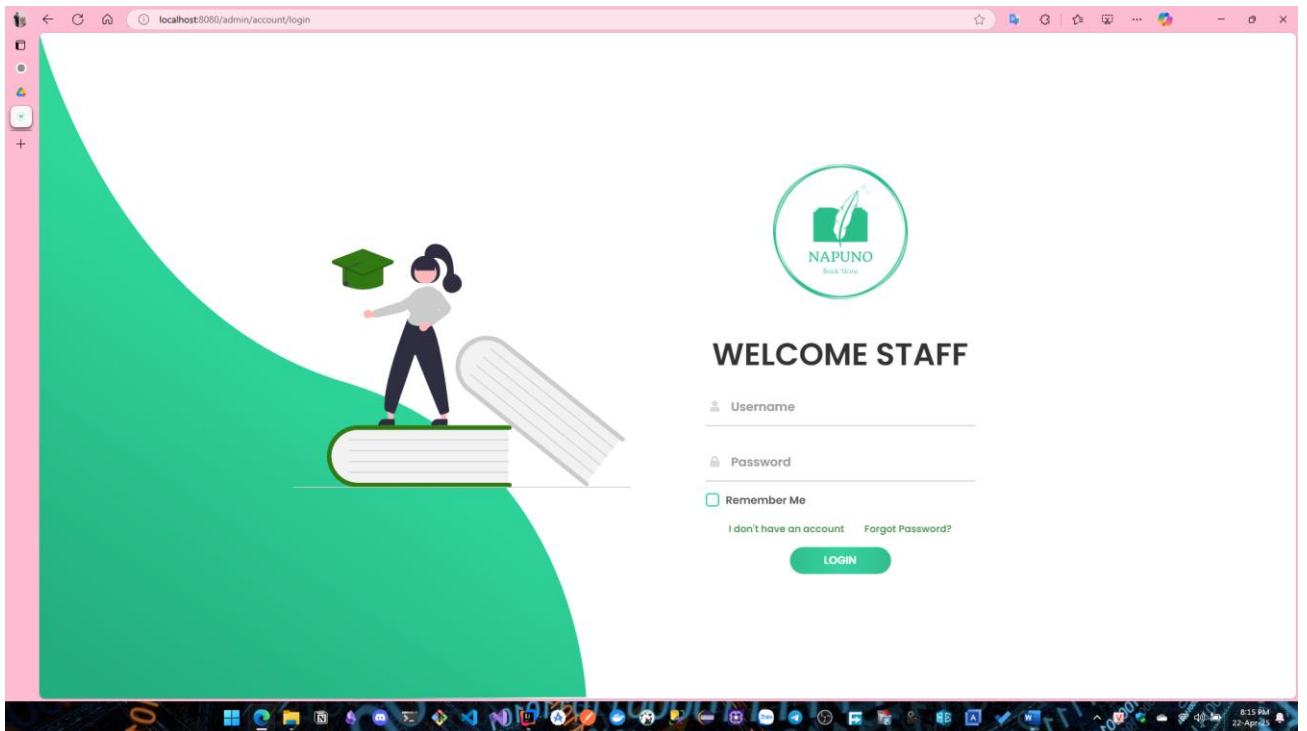 localhost:8080/admin/account/login
NAPUNO
Book Store
WELCOME STAFF
Username
Password
Remember Me
I don't have an account Forgot Password?
LOGIN
8:15 PM
22-Apr-25